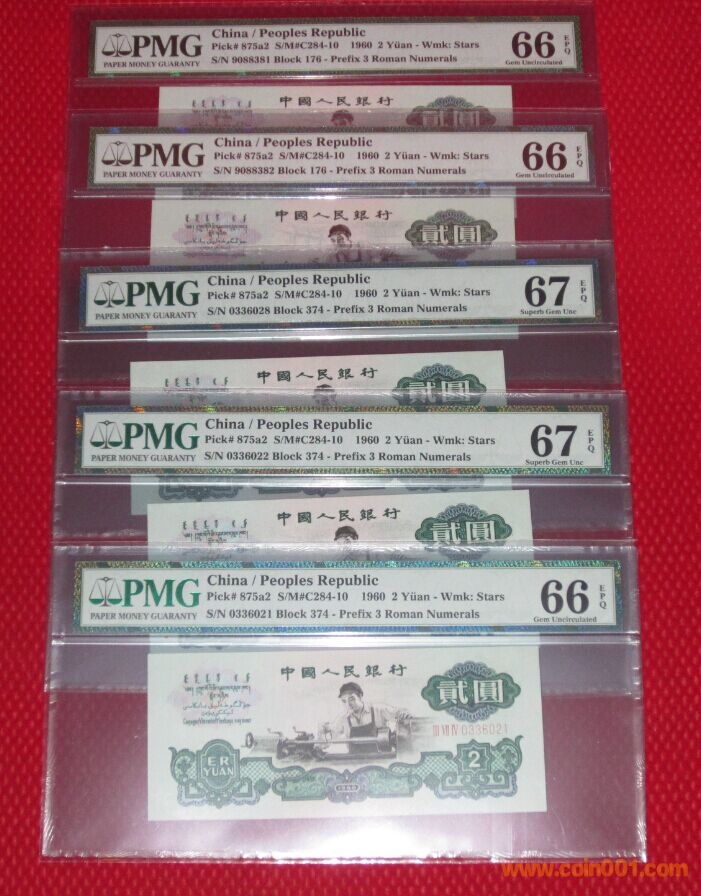 PMG
PAPER MONEY GUARANTY
China / Peoples Republic
Pick# 875a2 S/M#C284-10 1960 2 Yüan - Wmk: Stars
S/N 9088381 Block 176 - Prefix 3 Roman Numerals
66 EPQ
Gem Uncirculated
中國人民銀行
PMG
PAPER MONEY GUARANTY
China / Peoples Republic
Pick# 875a2 S/M#C284-10 1960 2 Yüan - Wmk: Stars
S/N 9088382 Block 176 - Prefix 3 Roman Numerals
66 EPQ
Gem Uncirculated
中國人民銀行
貳圓
PMG
PAPER MONEY GUARANTY
China / Peoples Republic
Pick# 875a2 S/M#C284-10 1960 2 Yüan - Wmk: Stars
S/N 0336028 Block 374 - Prefix 3 Roman Numerals
67 EPQ
Superb Gem Unc
中國人民銀行
貳圓
PMG
PAPER MONEY GUARANTY
China / Peoples Republic
Pick# 875a2 S/M#C284-10 1960 2 Yüan - Wmk: Stars
S/N 0336022 Block 374 - Prefix 3 Roman Numerals
67 EPQ
Superb Gem Unc
中國人民銀行
貳圓
PMG
PAPER MONEY GUARANTY
China / Peoples Republic
Pick# 875a2 S/M#C284-10 1960 2 Yüan - Wmk: Stars
S/N 0336021 Block 374 - Prefix 3 Roman Numerals
66 EPQ
Gem Uncirculated
中國人民銀行
貳圓
III VII IV 0336021
ER
YUAN
2
1960
www.coin001.com